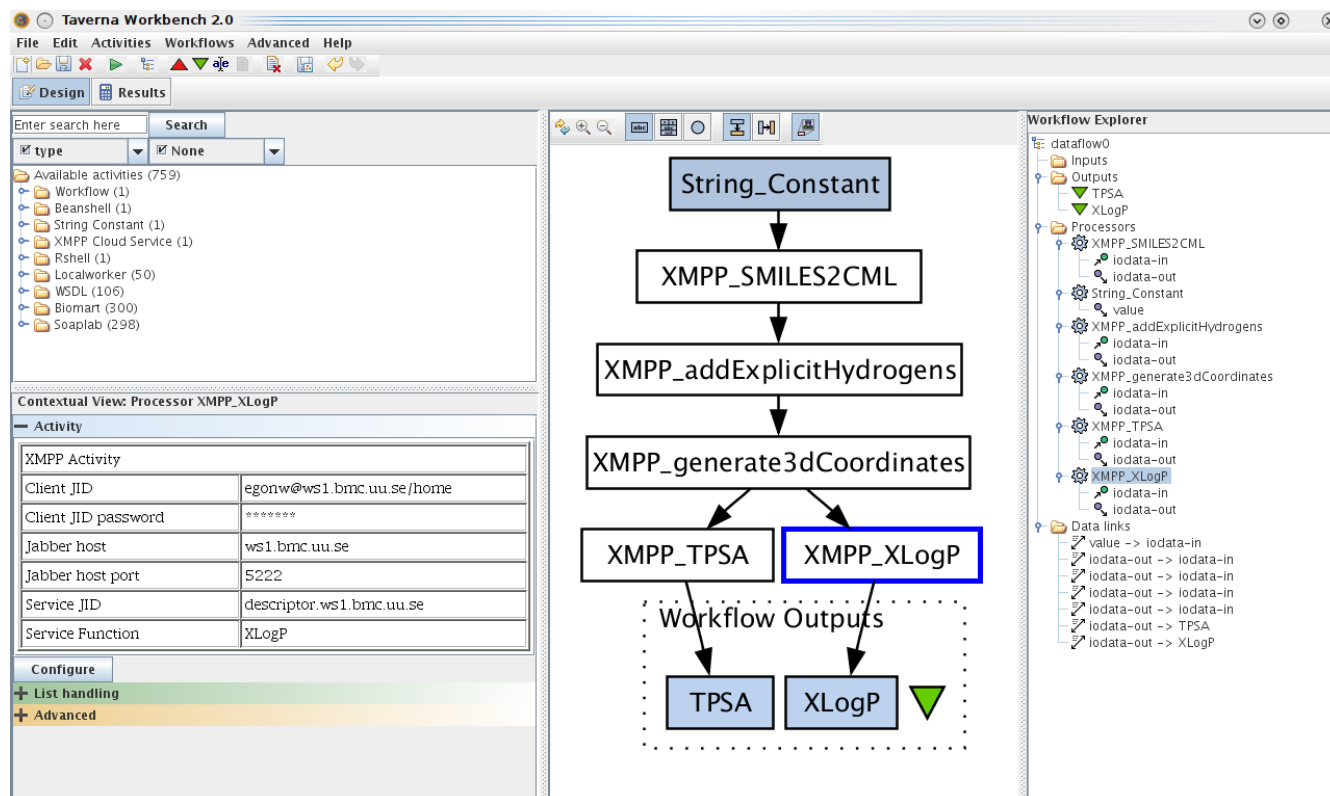 Taverna Workbench 2.0
File Edit Activities Workflows Advanced Help
Design Results
Enter search here Search
type None
Available activities (759)
Workflow (1)
Beanshell (1)
String Constant (1)
XMPP Cloud Service (1)
Rshell (1)
Localworker (50)
WSDL (106)
Biomart (300)
Soaplab (298)
Contextual View: Processor XMPP_XLogP
Activity
XMPP Activity
Client JID egonw@ws1.bmc.uu.se/home
Client JID password *******
Jabber host ws1.bmc.uu.se
Jabber host port 5222
Service JID descriptor.ws1.bmc.uu.se
Service Function XLogP
Configure
List handling
Advanced
String_Constant
XMPP_SMILES2CML
XMPP_addExplicitHydrogens
XMPP_generate3dCoordinates
XMPP_TPSA XMPP_XLogP
Workflow Outputs
TPSA XLogP
Workflow Explorer
dataflow0
Inputs
Outputs
TPSA
XLogP
Processors
XMPP_SMILES2CML
iodata-in
iodata-out
String_Constant
value
XMPP_addExplicitHydrogens
iodata-in
iodata-out
XMPP_generate3dCoordinates
iodata-in
iodata-out
XMPP_TPSA
iodata-in
iodata-out
XMPP_XLogP
iodata-in
iodata-out
Data links
value -> iodata-in
iodata-out -> iodata-in
iodata-out -> iodata-in
iodata-out -> iodata-in
iodata-out -> iodata-in
iodata-out -> TPSA
iodata-out -> XLogP